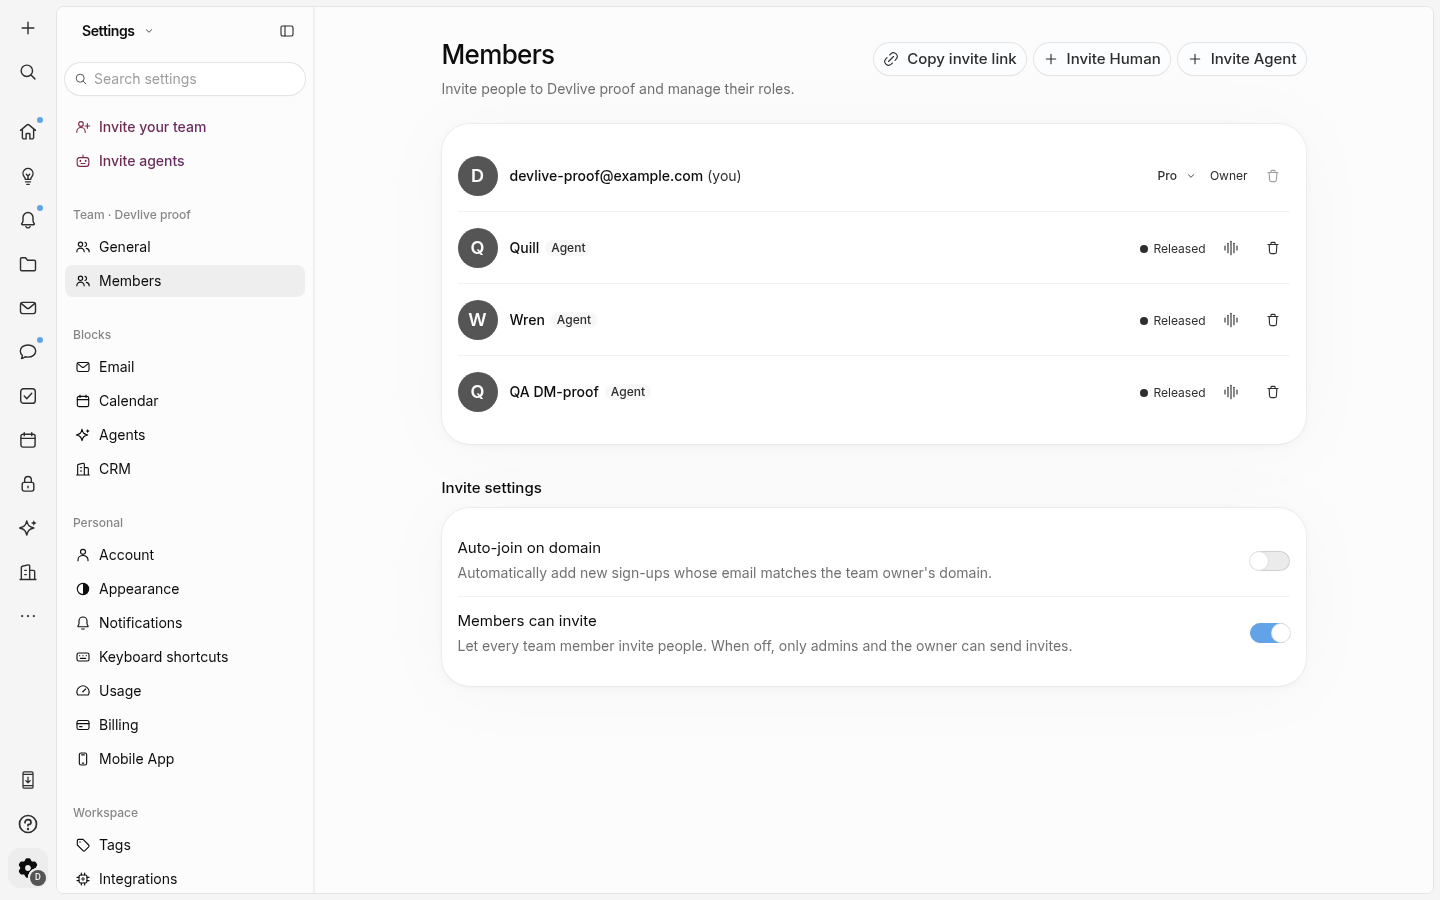 Settings
Search settings
Invite your team
Invite agents
Team · Devlive proof
General
Members
Blocks
Email
Calendar
Agents
CRM
Personal
Account
Appearance
Notifications
Keyboard shortcuts
Usage
Billing
Mobile App
Workspace
Tags
Integrations
D
Members
Copy invite link
Invite Human
Invite Agent
Invite people to Devlive proof and manage their roles.
D devlive-proof@example.com (you) Pro Owner
Q Quill Agent Released
W Wren Agent Released
Q QA DM-proof Agent Released
Invite settings
Auto-join on domain
Automatically add new sign-ups whose email matches the team owner's domain.
Members can invite
Let every team member invite people. When off, only admins and the owner can send invites.